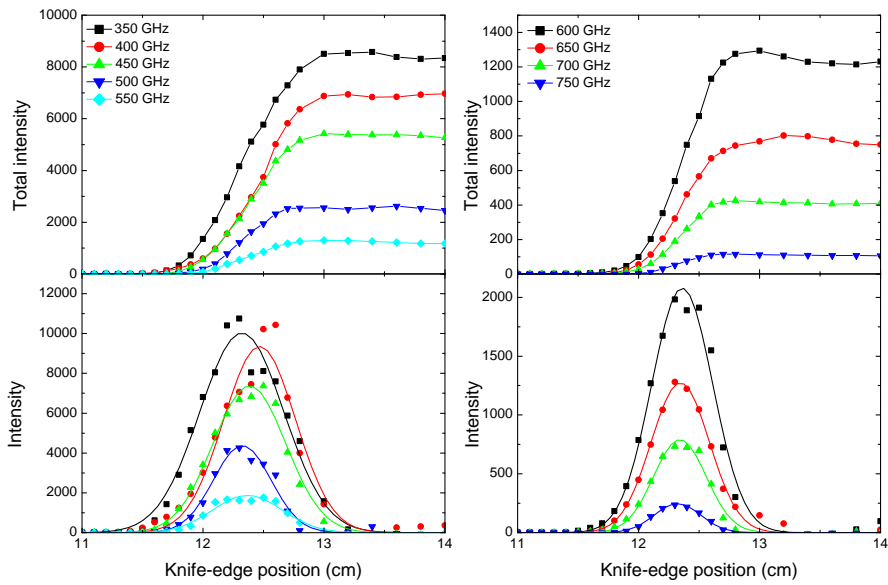 350 GHz
400 GHz
450 GHz
500 GHz
550 GHz
Total intensity
10000
8000
6000
4000
2000
0
600 GHz
650 GHz
700 GHz
750 GHz
Total intensity
1400
1200
1000
800
600
400
200
0
Intensity
12000
10000
8000
6000
4000
2000
0
11 12 13 14
Knife-edge position (cm)
Intensity
2000
1500
1000
500
0
11 12 13 14
Knife-edge position (cm)